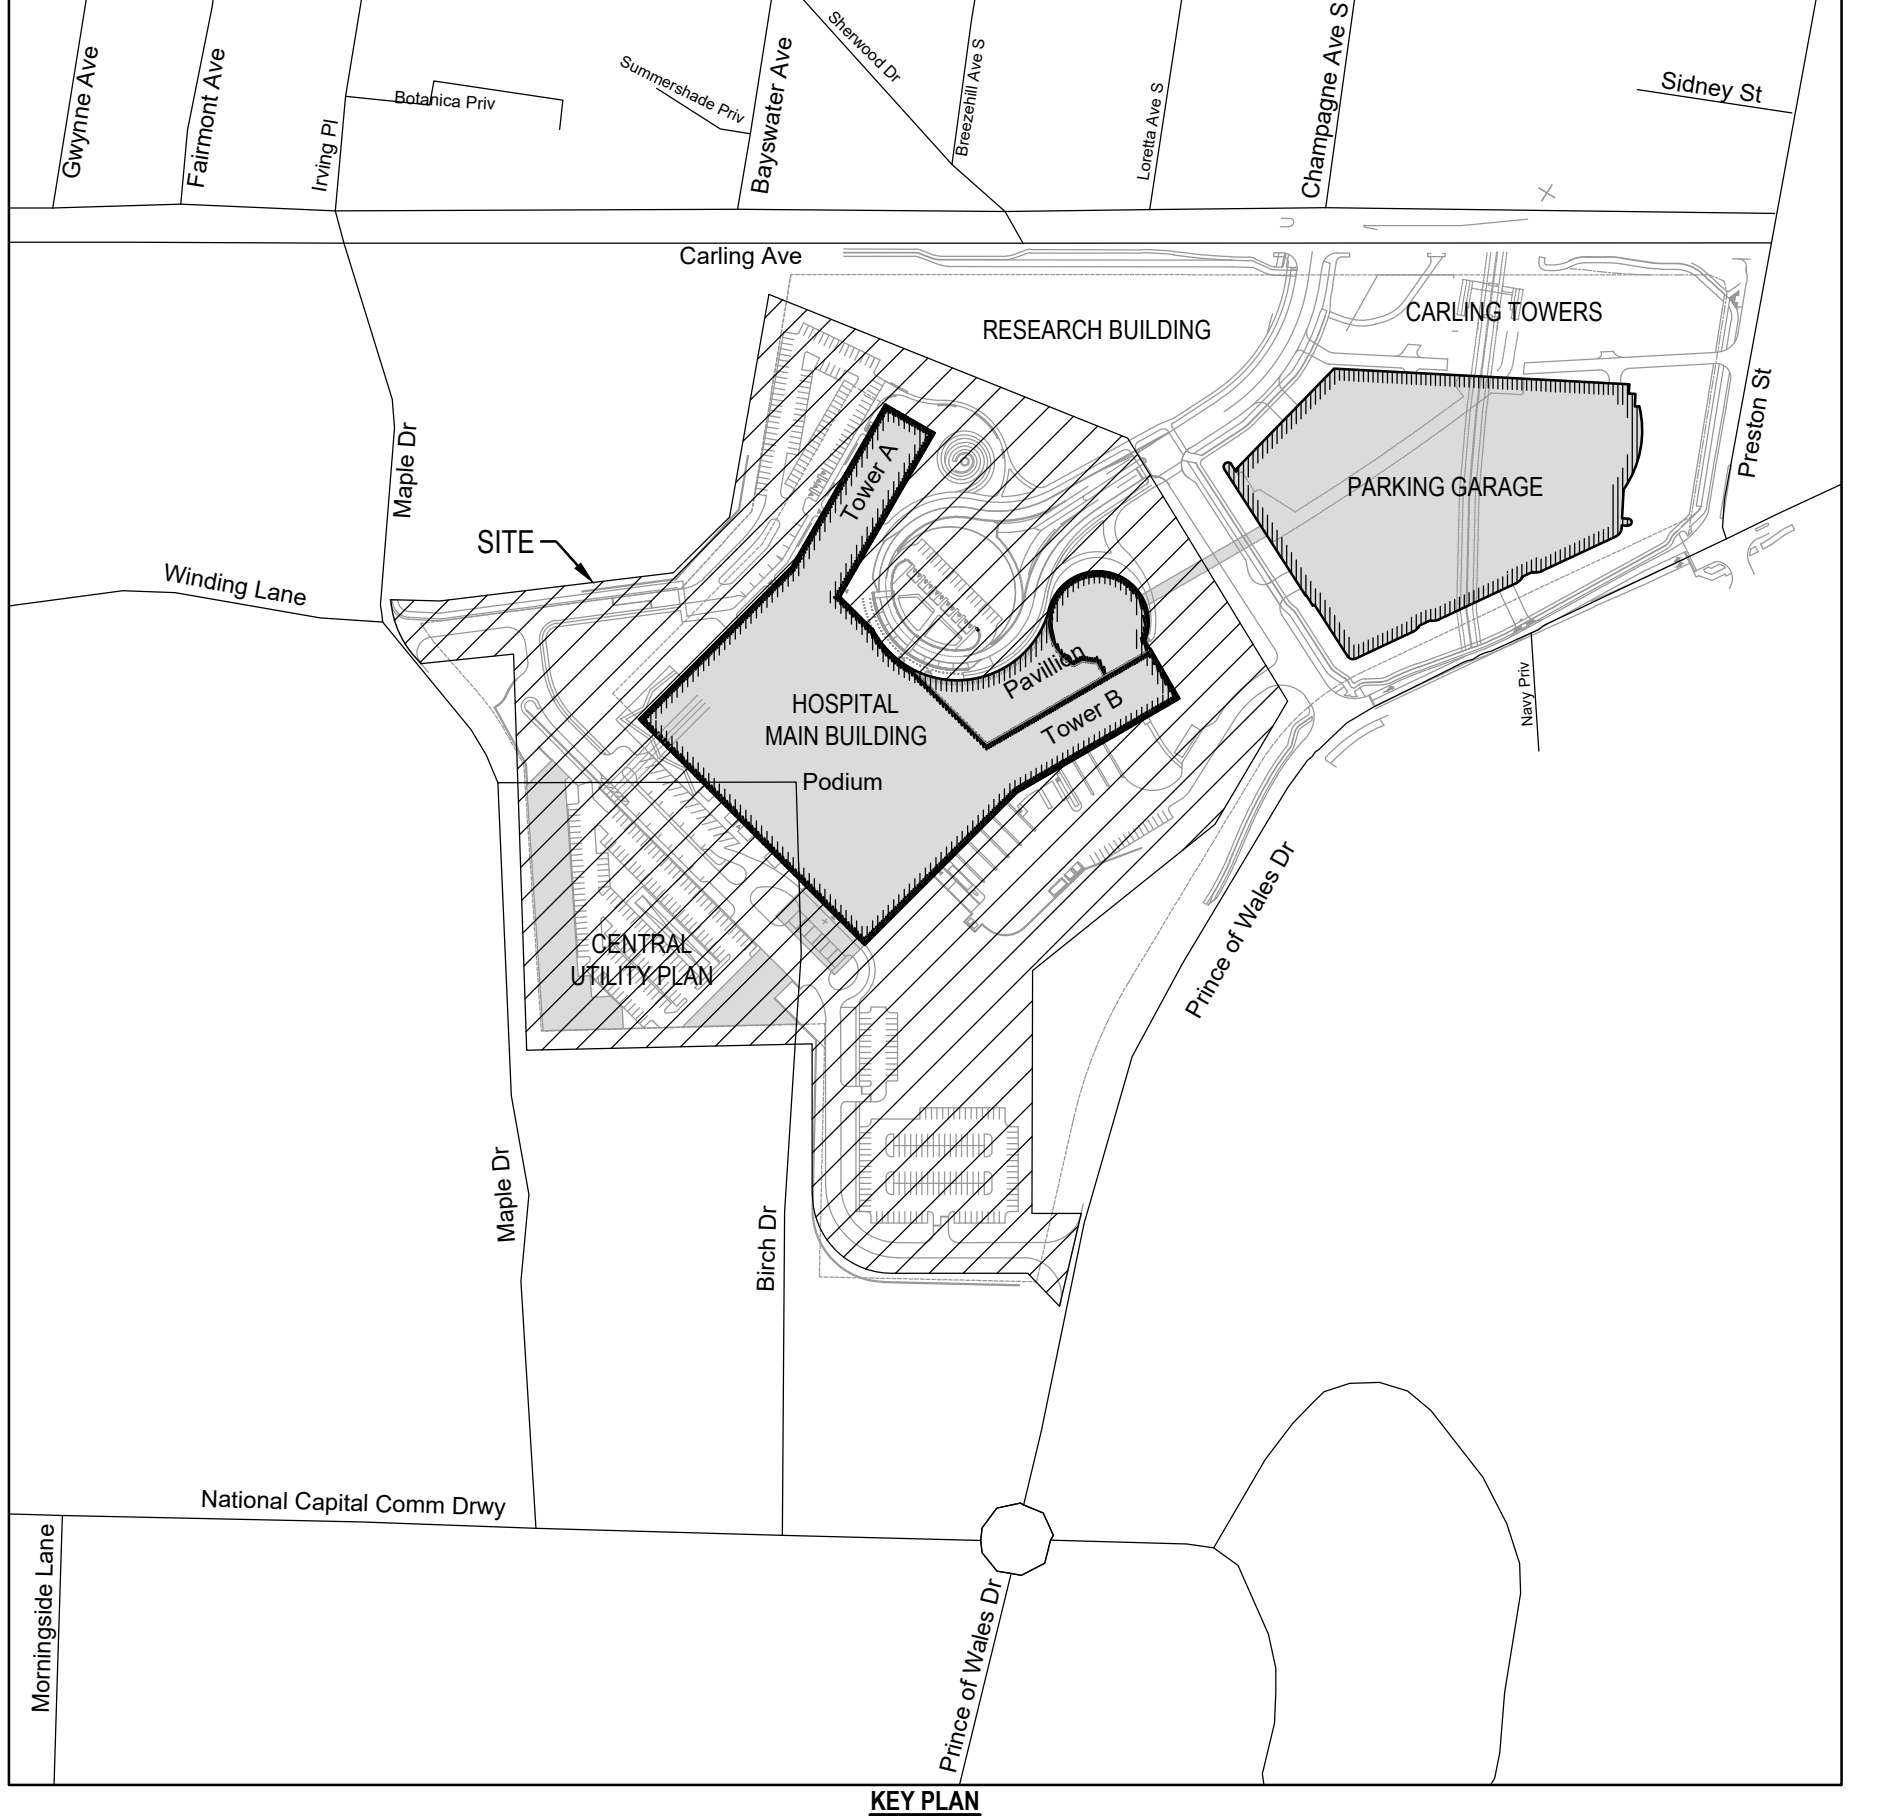 Gwynne Ave
Fairmont Ave
Irving Pl
Botanica Priv
Summershade Priv
Bayswater Ave
Sherwood Dr
Breezehill Ave S
Loretta Ave S
Champagne Ave S
Sidney St
Carling Ave
RESEARCH BUILDING
CARLING TOWERS
Maple Dr
Tower A
Preston St
PARKING GARAGE
SITE
Winding Lane
Pavillion
Navy Priv
HOSPITAL
MAIN BUILDING
Tower B
Podium
Prince of Wales Dr
CENTRAL
UTILITY PLAN
Maple Dr
Birch Dr
National Capital Comm Drwy
Morningside Lane
Prince of Wales Dr
KEY PLAN